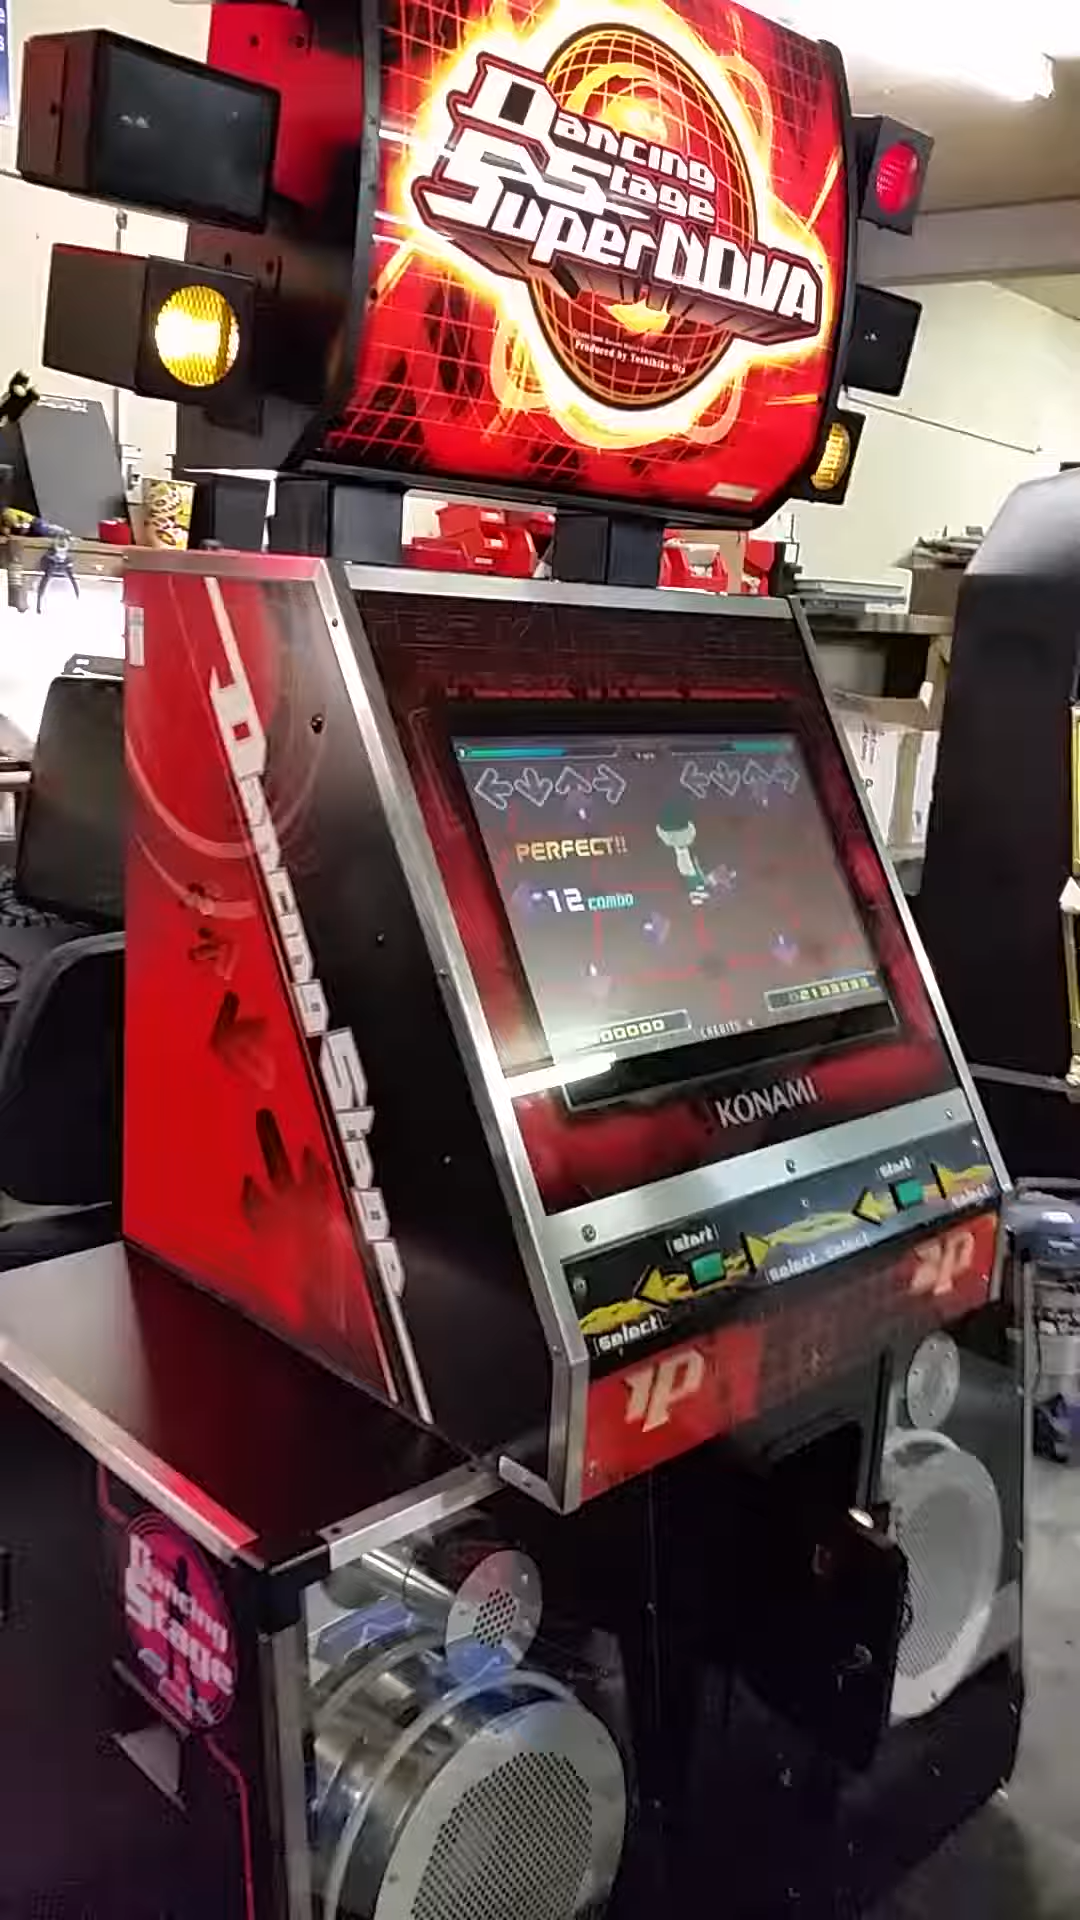 Dancing
Stage
SuperNOVA
Produced by Toshihiko Ota
Dancing Stage
PERFECT!!
12 combo
00000
CREDITS
KONAMI
start
start
select
select select
select
1P
2P
Dancing
Stage